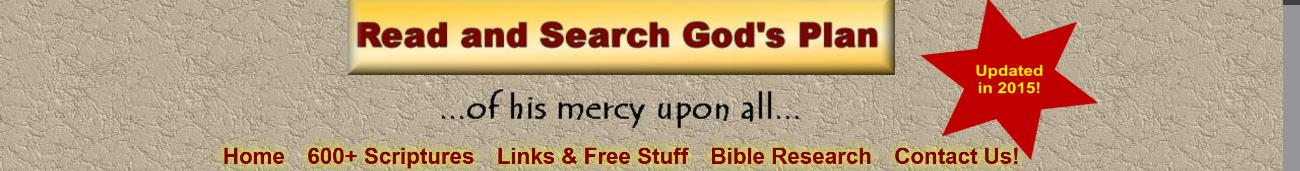 Read and Search God's Plan
Updated
in 2015!
...of his mercy upon all...
Home 600+ Scriptures Links & Free Stuff Bible Research Contact Us!